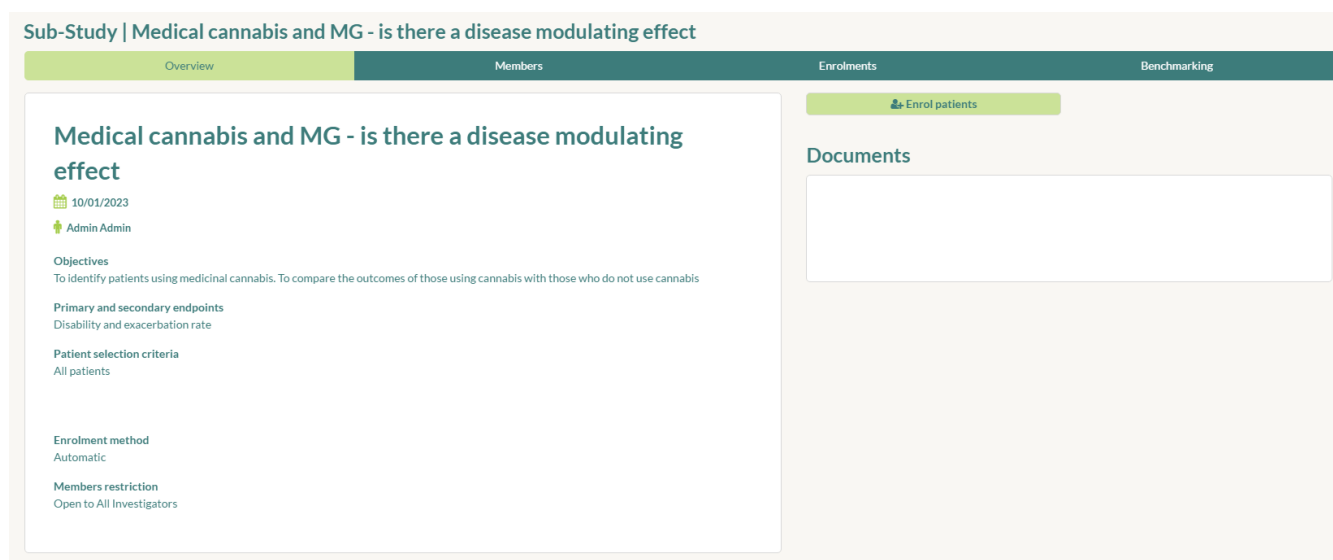 Sub-Study | Medical cannabis and MG - is there a disease modulating effect
Overview
Members
Enrolments
Benchmarking
Medical cannabis and MG - is there a disease modulating
effect
10/01/2023
Admin Admin
Objectives
To identify patients using medicinal cannabis. To compare the outcomes of those using cannabis with those who do not use cannabis
Primary and secondary endpoints
Disability and exacerbation rate
Patient selection criteria
All patients
Enrolment method
Automatic
Members restriction
Open to All Investigators
Enrol patients
Documents